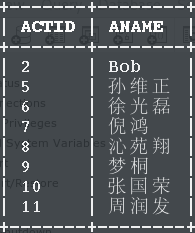 ACTID ANAME
2 Bob
5 孙维正
6 徐光磊
7 倪鸿
8 沁苑翔
9 梦桐
10 张国荣
11 周润发